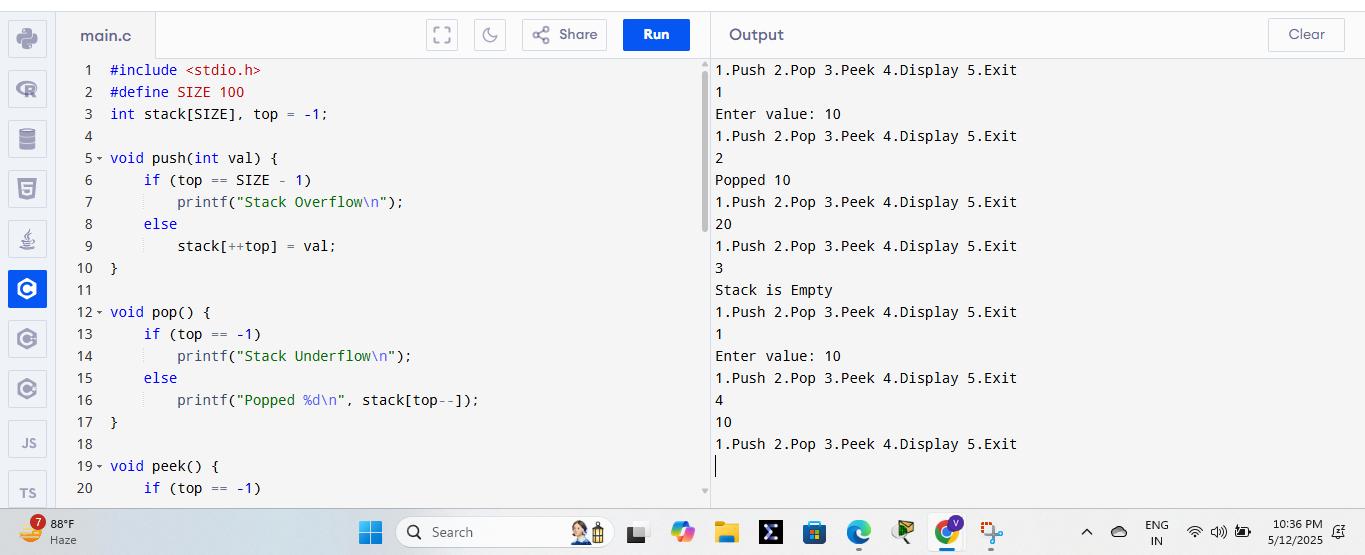 main.c
Share
Run
Output
Clear
1 #include <stdio.h>
2 #define SIZE 100
3 int stack[SIZE], top = -1;
4
5 void push(int val) {
6 if (top == SIZE - 1)
7 printf("Stack Overflow\n");
8 else
9 stack[++top] = val;
10 }
11
12 void pop() {
13 if (top == -1)
14 printf("Stack Underflow\n");
15 else
16 printf("Popped %d\n", stack[top--]);
17 }
18
19 void peek() {
20 if (top == -1)
1.Push 2.Pop 3.Peek 4.Display 5.Exit
1
Enter value: 10
1.Push 2.Pop 3.Peek 4.Display 5.Exit
2
Popped 10
1.Push 2.Pop 3.Peek 4.Display 5.Exit
20
1.Push 2.Pop 3.Peek 4.Display 5.Exit
3
Stack is Empty
1.Push 2.Pop 3.Peek 4.Display 5.Exit
1
Enter value: 10
1.Push 2.Pop 3.Peek 4.Display 5.Exit
4
10
1.Push 2.Pop 3.Peek 4.Display 5.Exit
JS
TS
7
88°F
Haze
Search
V
ENG
IN
10:36 PM
5/12/2025